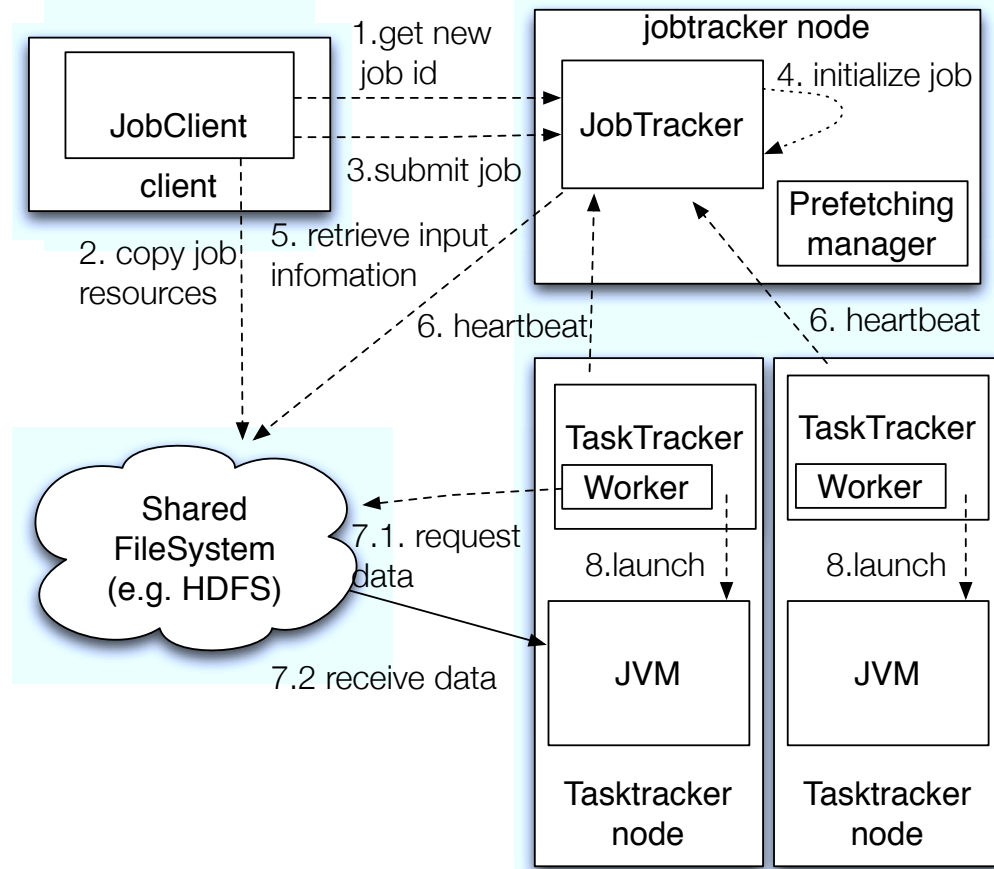 1.get new
job id
JobClient
client
3.submit job
jobtracker node
JobTracker
4. initialize job
Prefetching
manager
2. copy job
resources
5. retrieve input
infomation
6. heartbeat
6. heartbeat
Shared
FileSystem
(e.g. HDFS)
7.1. request
data
7.2 receive data
TaskTracker
Worker
8.launch
JVM
Tasktracker
node
TaskTracker
Worker
8.launch
JVM
Tasktracker
node